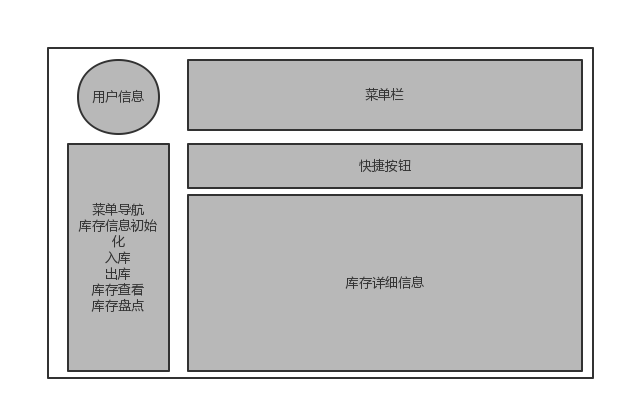 用户信息
菜单栏
快捷按钮
菜单导航
库存信息初始
化
入库
出库
库存查看
库存盘点
库存详细信息